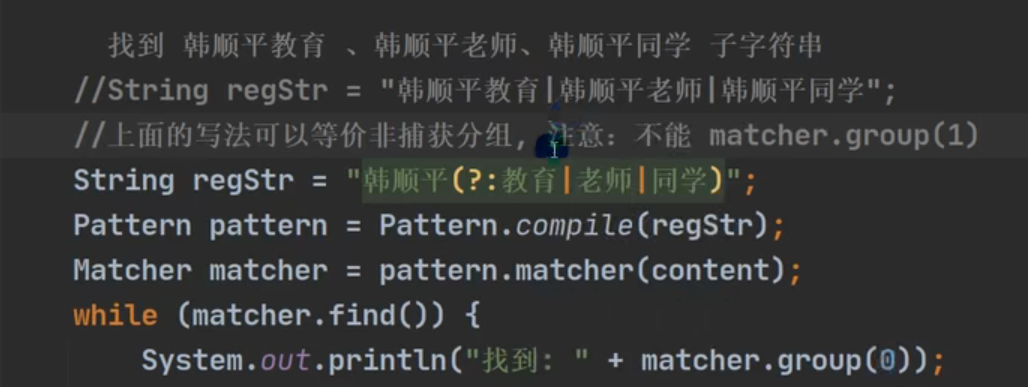 找到 韩顺平教育 、韩顺平老师、韩顺平同学 子字符串
//String regStr = "韩顺平教育|韩顺平老师|韩顺平同学";
//上面的写法可以等价非捕获分组, 注意：不能 matcher.group(1)
String regStr = "韩顺平(?:教育|老师|同学)";
Pattern pattern = Pattern.compile(regStr);
Matcher matcher = pattern.matcher(content);
while (matcher.find()) {
System.out.println("找到: " + matcher.group(0));